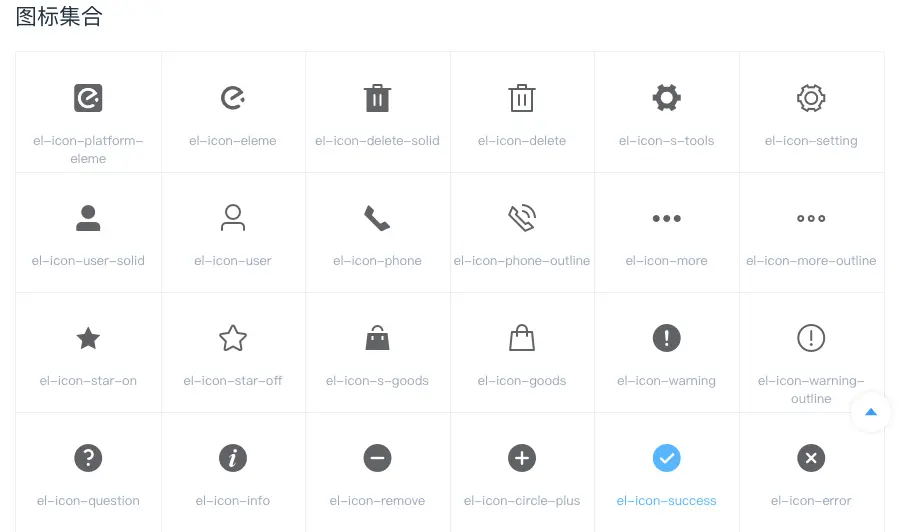 图标集合
el-icon-platform-
eleme
el-icon-eleme
el-icon-delete-solid
el-icon-delete
el-icon-s-tools
el-icon-setting
el-icon-user-solid
el-icon-user
el-icon-phone
el-icon-phone-outline
el-icon-more
el-icon-more-outline
el-icon-star-on
el-icon-star-off
el-icon-s-goods
el-icon-goods
el-icon-warning
el-icon-warning-
outline
el-icon-question
el-icon-info
el-icon-remove
el-icon-circle-plus
el-icon-success
el-icon-error